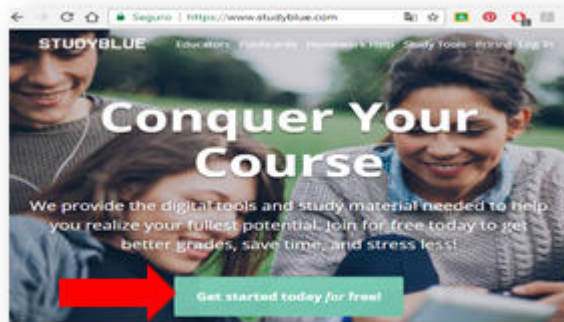 Seguro | https://www.studyblue.com
STUDYBLUE Educators Flashcards Homework Help Study Tools Pricing Log In
Conquer Your
Course
We provide the digital tools and study material needed to help
you realize your fullest potential. Join for free today to get
better grades, save time, and stress less!
Get started today for free!